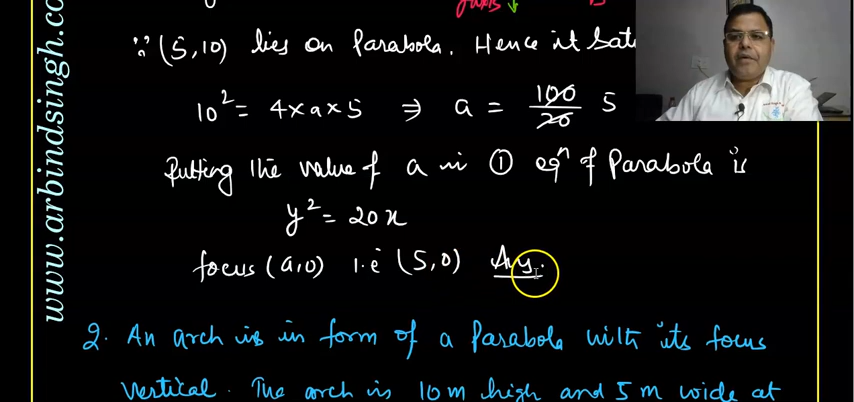 ∵ (5,10) lies on Parabola. Hence it
10² = 4×a×5 ⇒ a = 100/20 5
Putting the value of a in ① eqⁿ of Parabola is
y² = 20x
focus (a,0) i.e (5,0) Ans.
2. An arch is in form of a Parabola with its focus
vertical. The arch is 10m high and 5m wide at
www.arbindsingh.com